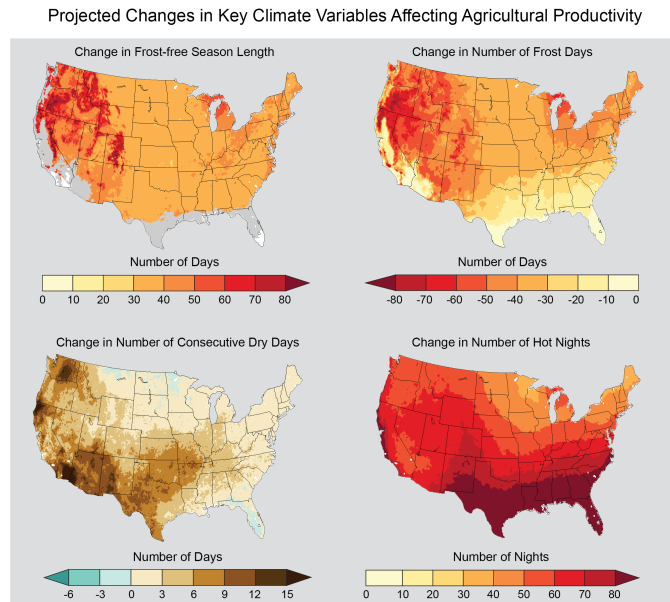 Projected Changes in Key Climate Variables Affecting Agricultural Productivity
Change in Frost-free Season Length
Change in Number of Frost Days
Number of Days
0 10 20 30 40 50 60 70 80
Number of Days
-80 -70 -60 -50 -40 -30 -20 -10 0
Change in Number of Consecutive Dry Days
Change in Number of Hot Nights
Number of Days
-6 -3 0 3 6 9 12 15
Number of Nights
0 10 20 30 40 50 60 70 80